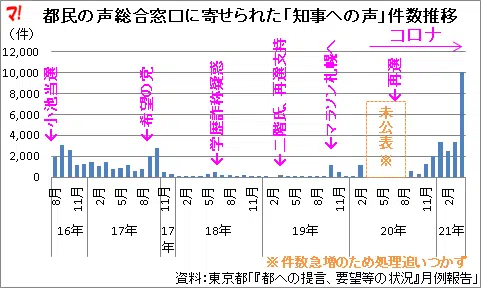 マ!
都民の声総合窓口に寄せられた「知事への声」件数推移
(件)
コロナ
12,000
10,000
8,000
6,000
4,000
2,000
0
←小池当選
←希望の党
←学歴詐称疑惑
←二階氏、再選支持
←マラソン札幌へ
←再選
未公表※
8月 11月 2月 5月 8月 11月 2月 5月 8月 11月 2月 5月 8月 11月 2月 5月 8月 11月 2月
16年 17年 17年 18年 19年 20年 21年
※件数急増のため処理追いつかず
資料:東京都「『都への提言、要望等の状況』月例報告」